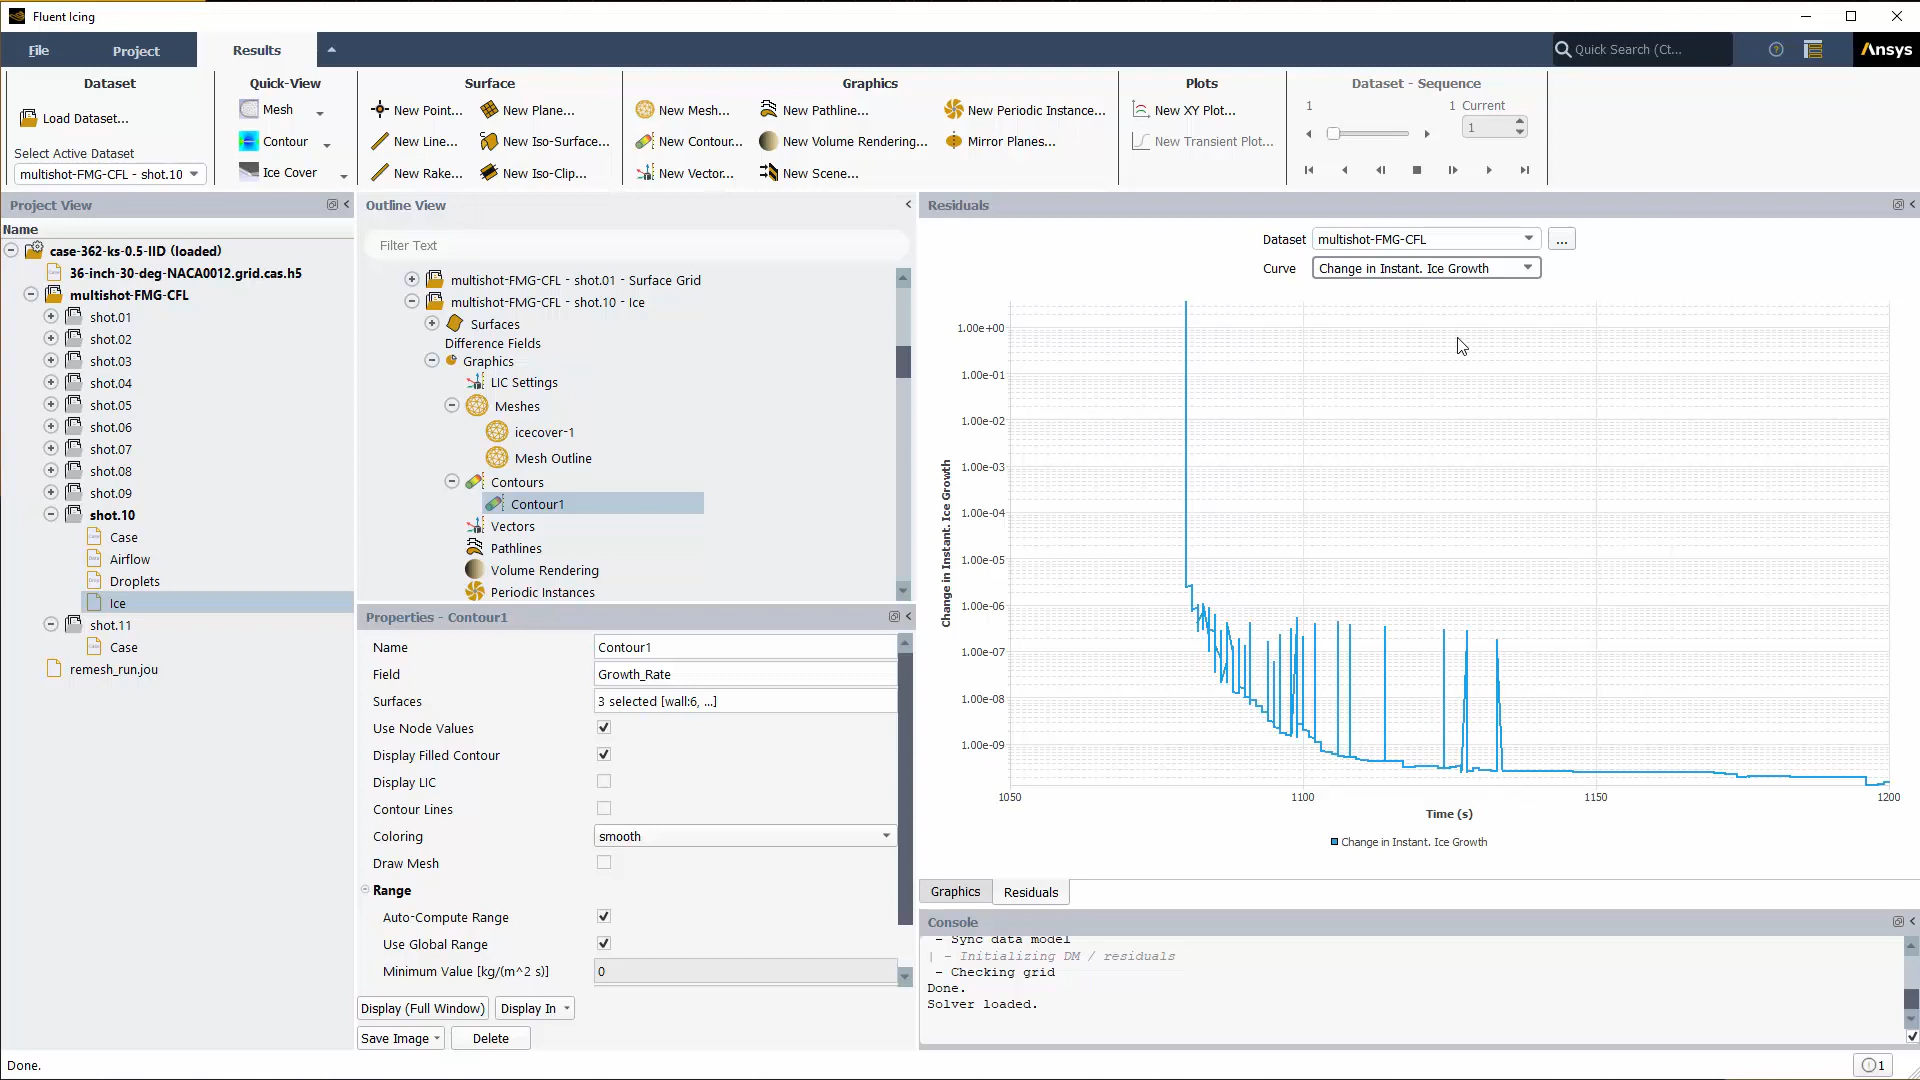 Fluent Icing
File
Project
Results
Quick Search (Ct...
Ansys
Dataset
Load Dataset...
Select Active Dataset
multishot-FMG-CFL - shot.10
Quick-View
Mesh
Contour
Ice Cover
Surface
New Point...
New Plane...
New Line...
New Iso-Surface...
New Rake...
New Iso-Clip...
Graphics
New Mesh...
New Pathline...
New Periodic Instance...
New Contour...
New Volume Rendering...
Mirror Planes...
New Vector...
New Scene...
Plots
New XY Plot...
New Transient Plot...
Dataset - Sequence
1
1 Current
1
Project View
Name
case-362-ks-0.5-IID (loaded)
36-inch-30-deg-NACA0012.grid.cas.h5
multishot-FMG-CFL
shot.01
shot.02
shot.03
shot.04
shot.05
shot.06
shot.07
shot.08
shot.09
shot.10
Case
Airflow
Droplets
Ice
shot.11
Case
remesh_run.jou
Outline View
Filter Text
multishot-FMG-CFL - shot.01 - Surface Grid
multishot-FMG-CFL - shot.10 - Ice
Surfaces
Difference Fields
Graphics
LIC Settings
Meshes
icecover-1
Mesh Outline
Contours
Contour1
Vectors
Pathlines
Volume Rendering
Periodic Instances
Properties - Contour1
Name Contour1
Field Growth_Rate
Surfaces 3 selected [wall:6, ...]
Use Node Values
Display Filled Contour
Display LIC
Contour Lines
Coloring smooth
Draw Mesh
Range
Auto-Compute Range
Use Global Range
Minimum Value [kg/(m^2 s)] 0
Display (Full Window) Display In
Save Image Delete
Residuals
Dataset multishot-FMG-CFL ...
Curve Change in Instant. Ice Growth
Change in Instant. Ice Growth
1.00e+00
1.00e-01
1.00e-02
1.00e-03
1.00e-04
1.00e-05
1.00e-06
1.00e-07
1.00e-08
1.00e-09
1050 1100 1150 1200
Time (s)
Change in Instant. Ice Growth
Graphics Residuals
Console
- Sync data model
| - Initializing DM / residuals
- Checking grid
Done.
Solver loaded.
Done.
1